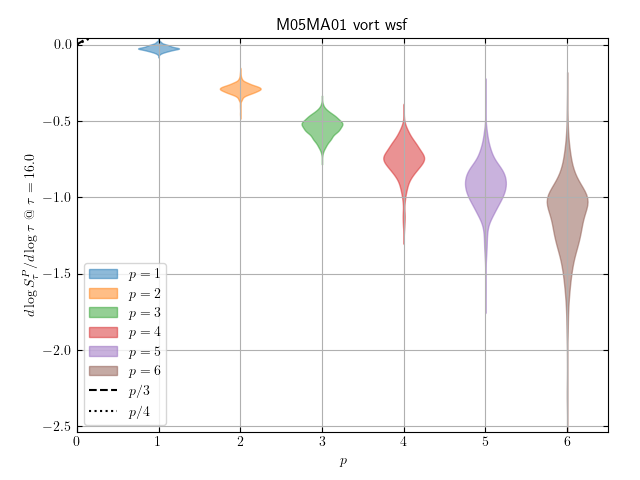 M05MA01 vort wsf
0.0
−0.5
−1.0
−1.5
−2.0
−2.5
d log S_τ^P / d log τ @ τ = 16.0
p = 1
p = 2
p = 3
p = 4
p = 5
p = 6
p/3
p/4
0 1 2 3 4 5 6
p